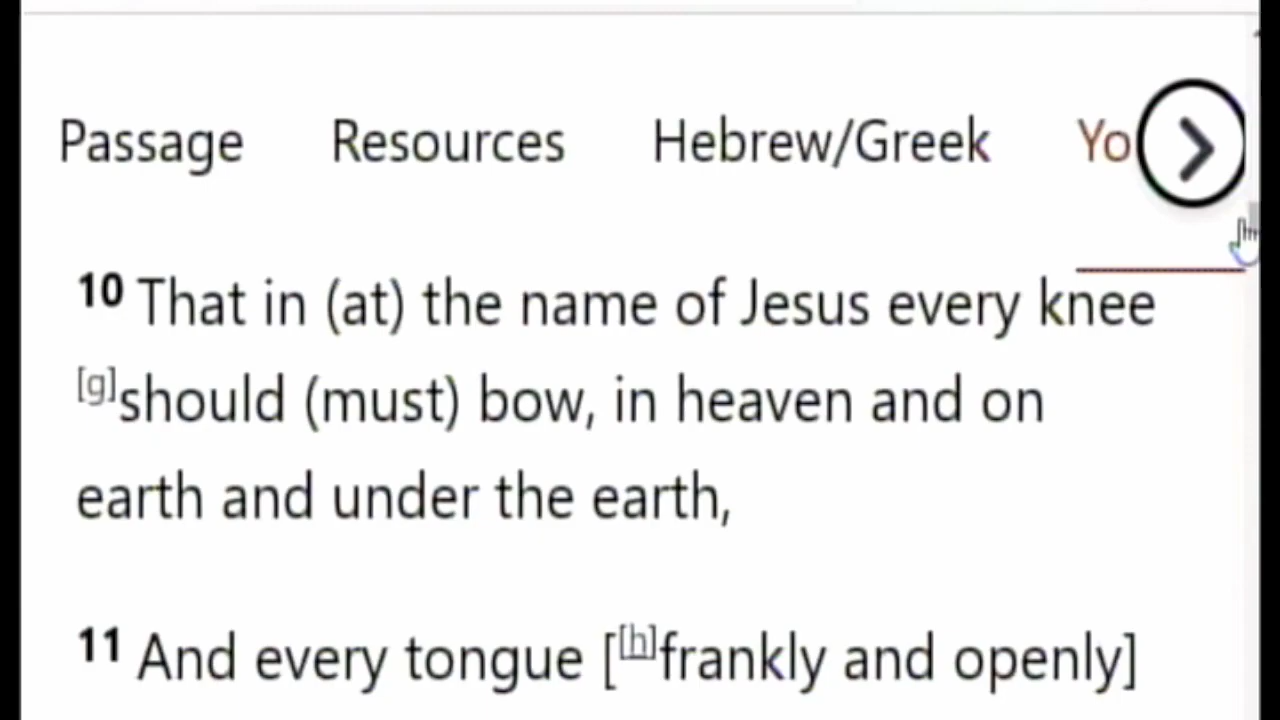 Passage Resources Hebrew/Greek Yo
10 That in (at) the name of Jesus every knee
[g]should (must) bow, in heaven and on
earth and under the earth,
11 And every tongue [[h]frankly and openly]